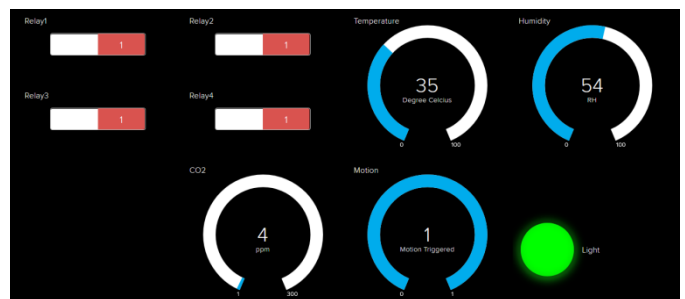 Relay1
1
Relay2
1
Temperature
35
Degree Celcius
0 100
Humidity
54
RH
0 100
Relay3
1
Relay4
1
CO2
4
ppm
1 300
Motion
1
Motion Triggered
0 1
Light